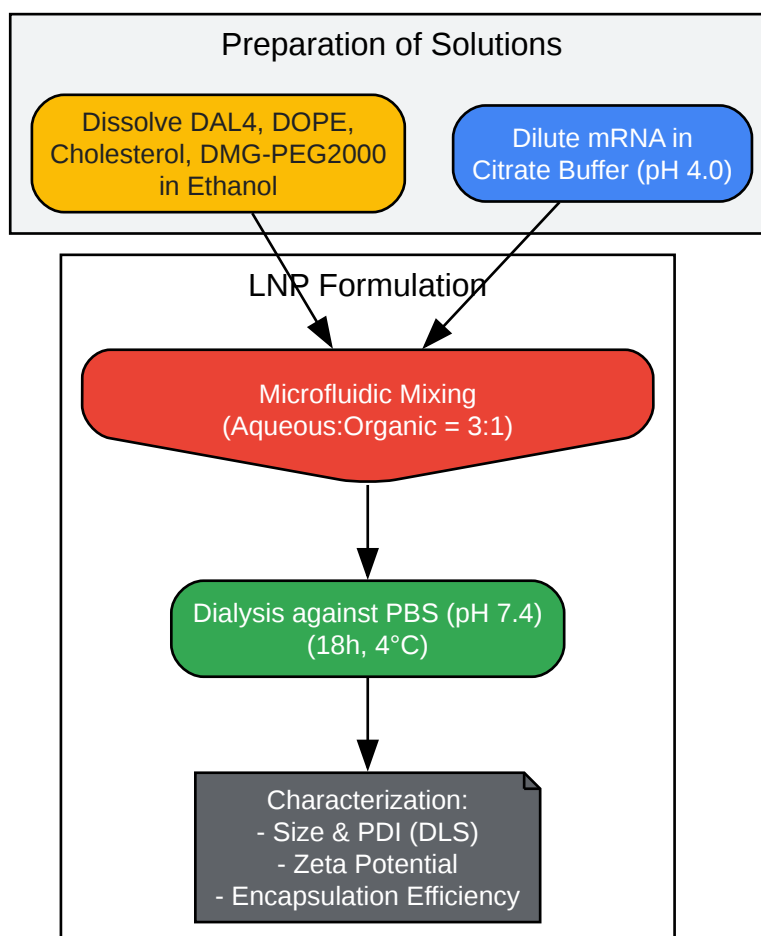 Preparation of Solutions
Dissolve DAL4, DOPE,
Cholesterol, DMG-PEG2000
in Ethanol
Dilute mRNA in
Citrate Buffer (pH 4.0)
LNP Formulation
Microfluidic Mixing
(Aqueous:Organic = 3:1)
Dialysis against PBS (pH 7.4)
(18h, 4°C)
Characterization:
- Size & PDI (DLS)
- Zeta Potential
- Encapsulation Efficiency